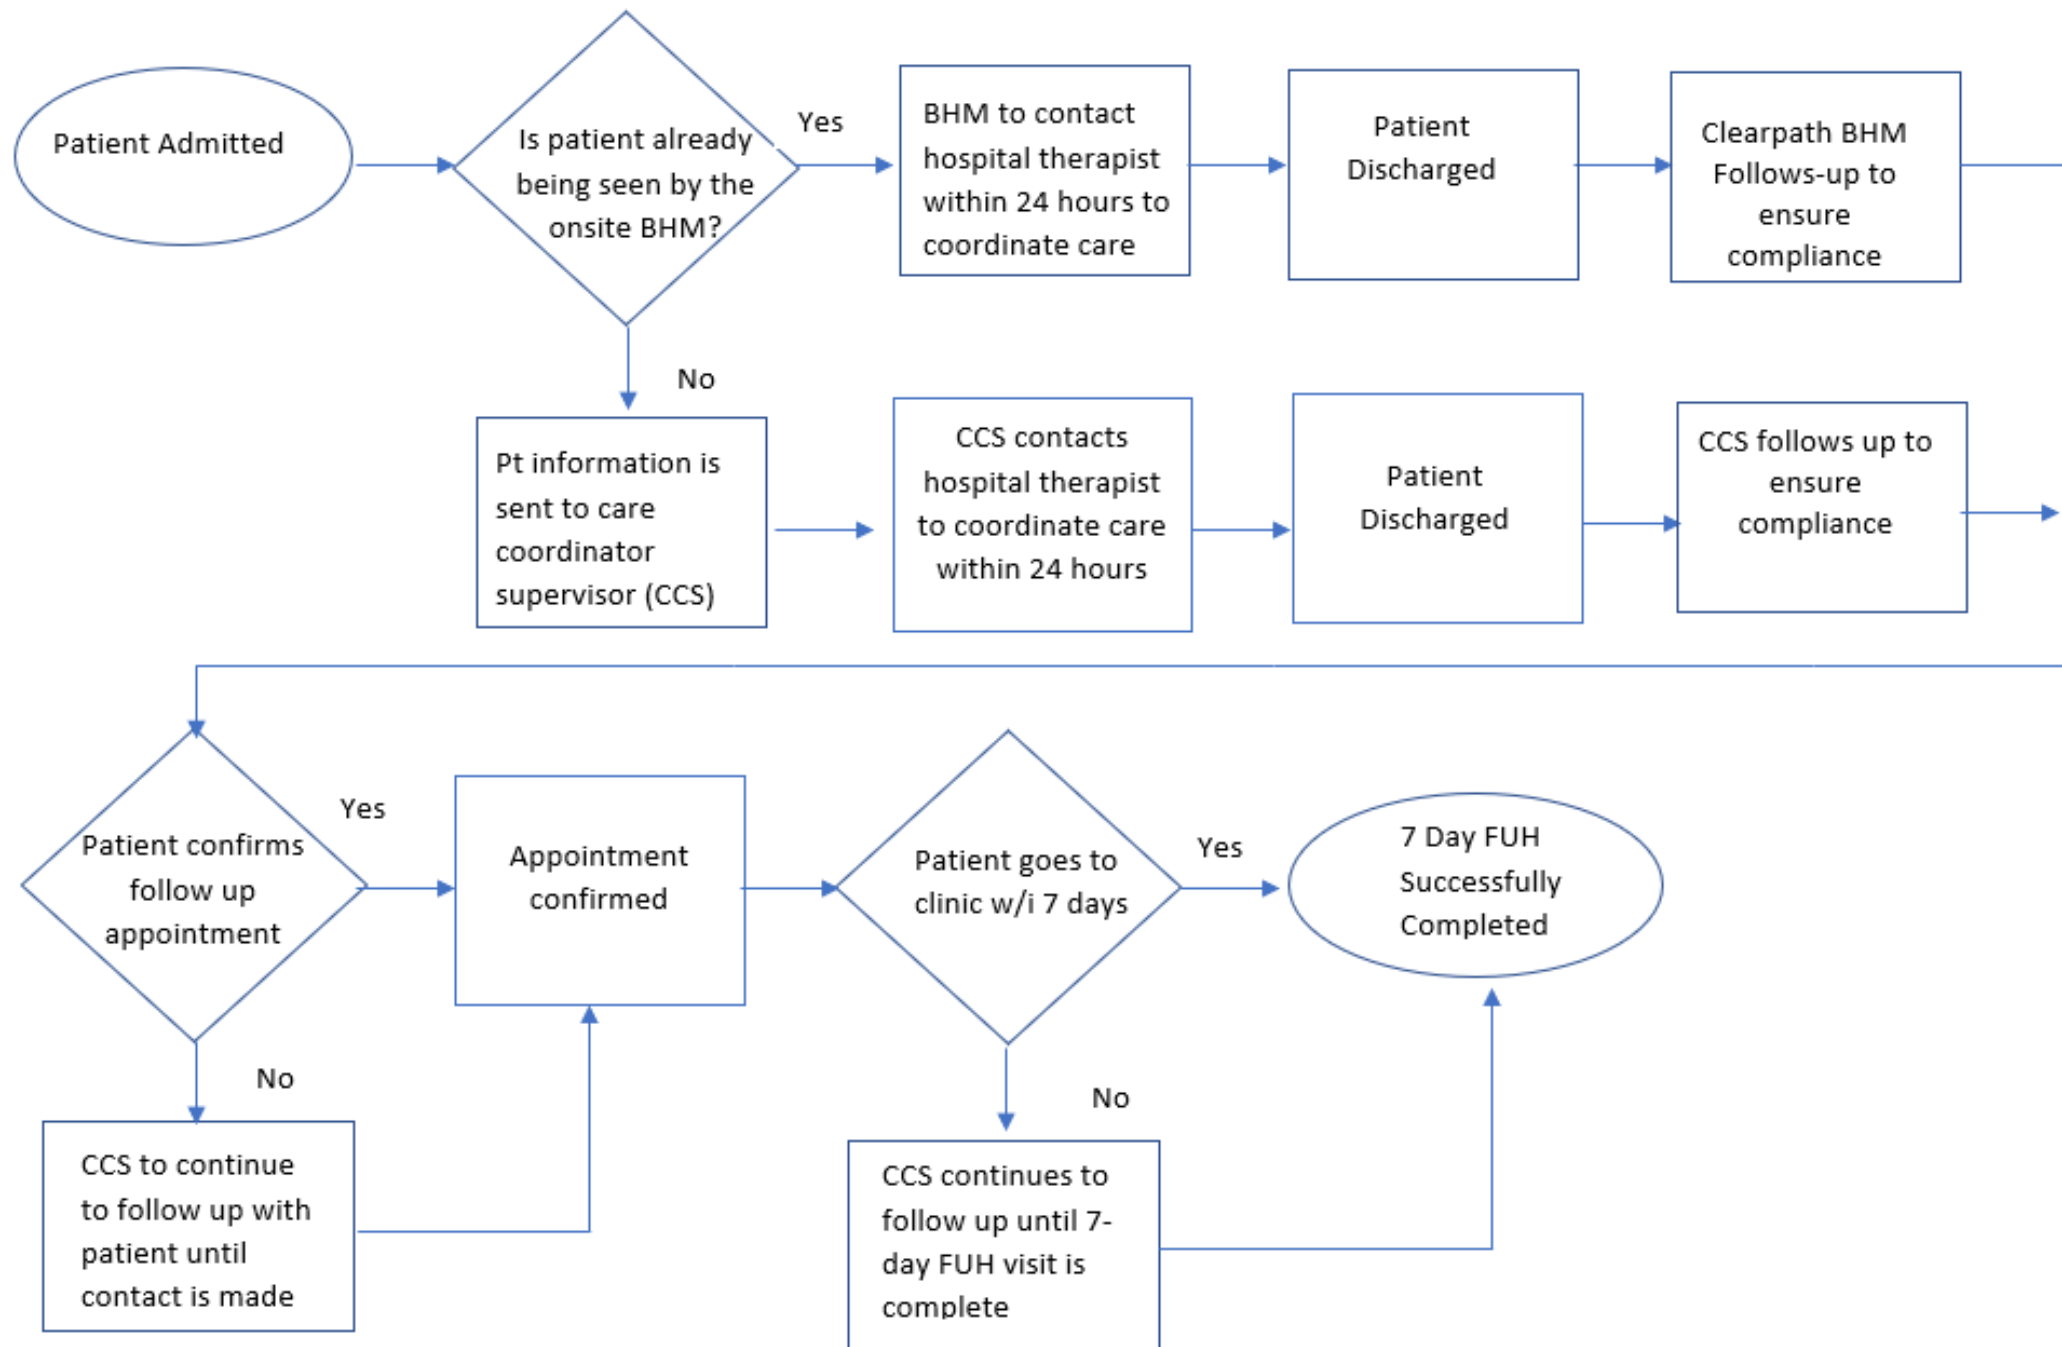 Patient Admitted
Is patient already
being seen by the
onsite BHM?
Yes
BHM to contact
hospital therapist
within 24 hours to
coordinate care
Patient
Discharged
Clearpath BHM
Follows-up to
ensure
compliance
No
Pt information is
sent to care
coordinator
supervisor (CCS)
CCS contacts
hospital therapist
to coordinate care
within 24 hours
Patient
Discharged
CCS follows up to
ensure
compliance
Patient confirms
follow up
appointment
Yes
Appointment
confirmed
Patient goes to
clinic w/i 7 days
Yes
7 Day FUH
Successfully
Completed
No
CCS to continue
to follow up with
patient until
contact is made
No
CCS continues to
follow up until 7-
day FUH visit is
complete